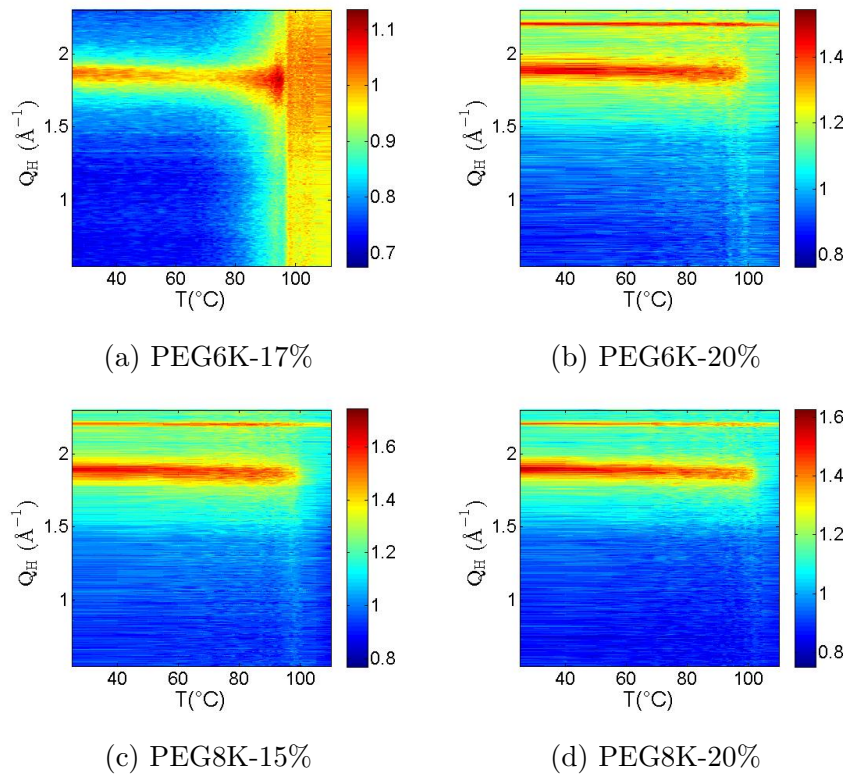 2
1.5
1
Q_H (Å⁻¹)
40 60 80 100
T(°C)
1.1
1
0.9
0.8
0.7
(a) PEG6K-17%
2
1.5
1
Q_H (Å⁻¹)
40 60 80 100
T(°C)
1.4
1.2
1
0.8
(b) PEG6K-20%
2
1.5
1
Q_H (Å⁻¹)
40 60 80 100
T(°C)
1.6
1.4
1.2
1
0.8
(c) PEG8K-15%
2
1.5
1
Q_H (Å⁻¹)
40 60 80 100
T(°C)
1.6
1.4
1.2
1
0.8
(d) PEG8K-20%